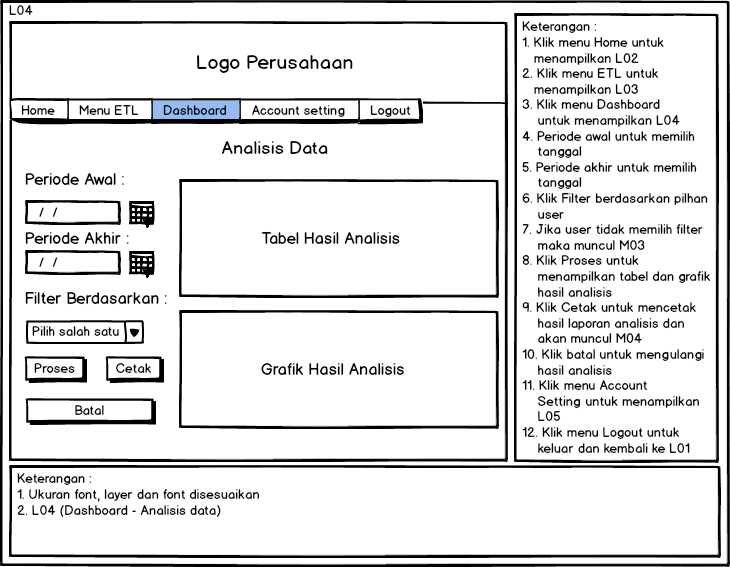 L04
Logo Perusahaan
Home Menu ETL Dashboard Account setting Logout
Analisis Data
Periode Awal :
/ /
Periode Akhir :
/ /
Filter Berdasarkan :
Pilih salah satu
Proses Cetak
Batal
Tabel Hasil Analisis
Grafik Hasil Analisis
Keterangan :
1. Klik menu Home untuk
menampilkan L02
2. Klik menu ETL untuk
menampilkan L03
3. Klik menu Dashboard
untuk menampilkan L04
4. Periode awal untuk memilih
tanggal
5. Periode akhir untuk memilih
tanggal
6. Klik Filter berdasarkan pilhan
user
7. Jika user tidak memilih filter
maka muncul M03
8. Klik Proses untuk
menampilkan tabel dan grafik
hasil analisis
9. Klik Cetak untuk mencetak
hasil laporan analisis dan
akan muncul M04
10. Klik batal untuk mengulangi
hasil analisis
11. Klik menu Account
Setting untuk menampilkan
L05
12. Klik menu Logout untuk
keluar dan kembali ke L01
Keterangan :
1. Ukuran font, layer dan font disesuaikan
2. L04 (Dashboard - Analisis data)